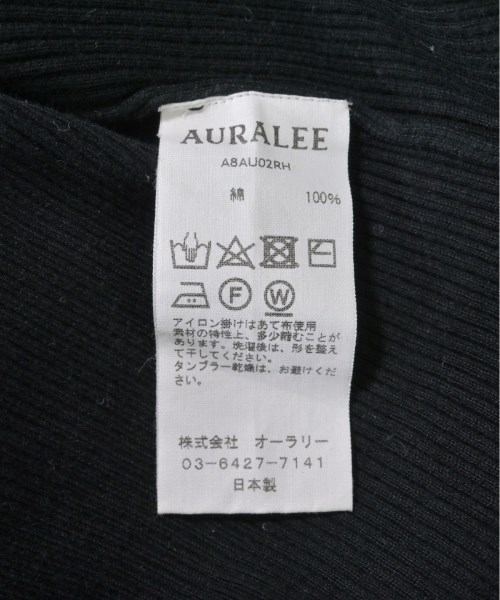 AURALEE
A8AU02RH
綿 100%
F W
アイロン掛けはあて布使用
素材の特性上、多少縮むことが
あります。洗濯後は、形を整え
て干してください。
タンブラー乾燥は、お避けくだ
さい。
株式会社 オーラリー
03-6427-7141
日本製